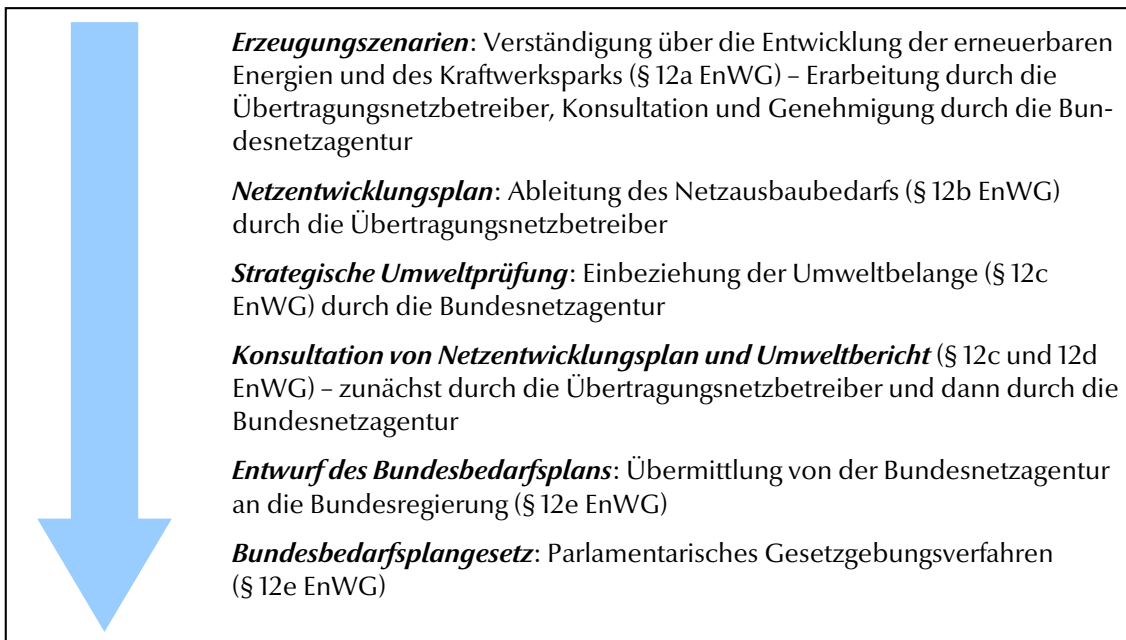 Erzeugungszenarien: Verständigung über die Entwicklung der erneuerbaren
Energien und des Kraftwerksparks (§ 12a EnWG) – Erarbeitung durch die
Übertragungsnetzbetreiber, Konsultation und Genehmigung durch die Bun-
desnetzagentur
Netzentwicklungsplan: Ableitung des Netzausbaubedarfs (§ 12b EnWG)
durch die Übertragungsnetzbetreiber
Strategische Umweltprüfung: Einbeziehung der Umweltbelange (§ 12c
EnWG) durch die Bundesnetzagentur
Konsultation von Netzentwicklungsplan und Umweltbericht (§ 12c und 12d
EnWG) – zunächst durch die Übertragungsnetzbetreiber und dann durch die
Bundesnetzagentur
Entwurf des Bundesbedarfsplans: Übermittlung von der Bundesnetzagentur
an die Bundesregierung (§ 12e EnWG)
Bundesbedarfsplangesetz: Parlamentarisches Gesetzgebungsverfahren
(§ 12e EnWG)